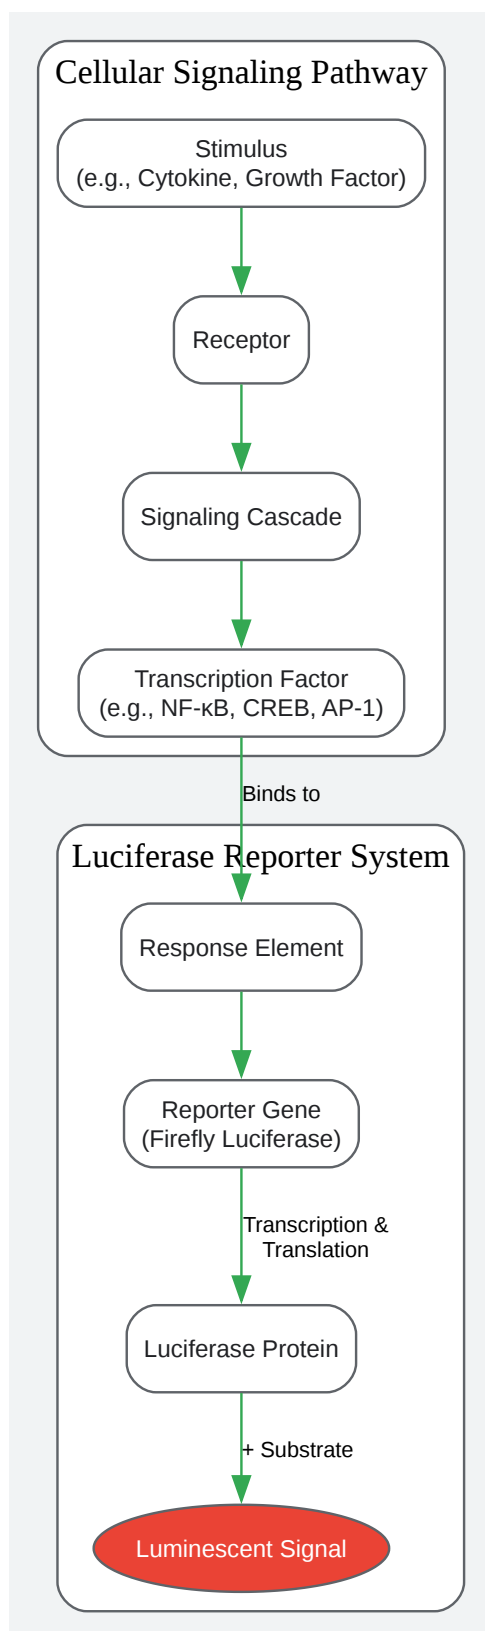 Cellular Signaling Pathway
Stimulus
(e.g., Cytokine, Growth Factor)
Receptor
Signaling Cascade
Transcription Factor
(e.g., NF-κB, CREB, AP-1)
Binds to
Luciferase Reporter System
Response Element
Reporter Gene
(Firefly Luciferase)
Transcription &
Translation
Luciferase Protein
+ Substrate
Luminescent Signal